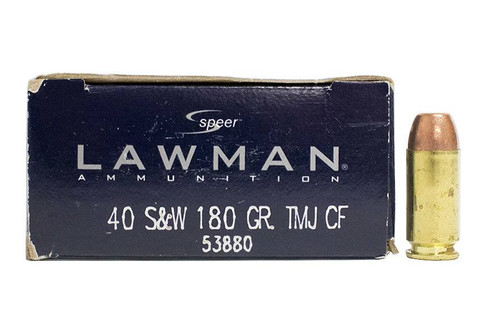 speer
LAWMAN®
AMMUNITION
40 S&W 180 GR. TMJ CF
53880